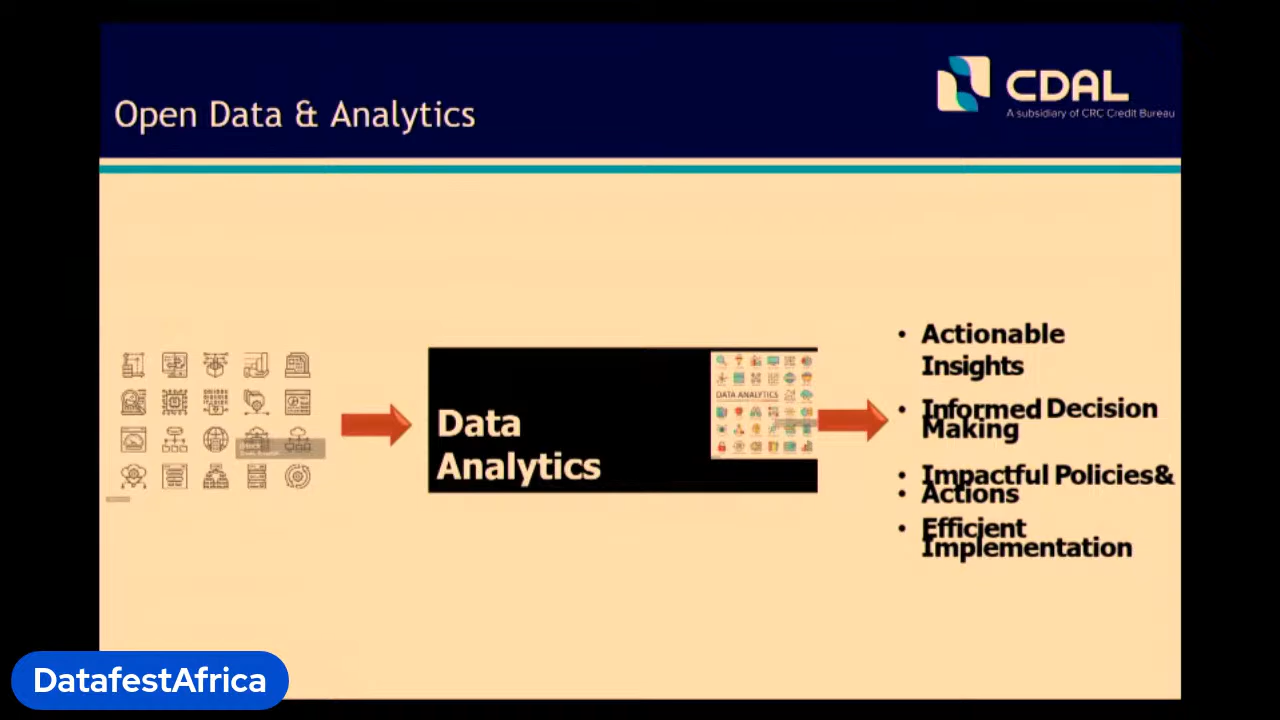 Open Data & Analytics
CDAL
A subsidiary of CRC Credit Bureau
Data
Analytics
DATA ANALYTICS
• Actionable
Insights
• Informed Decision
Making
• Impactful Policies&
• Actions
• Efficient
Implementation
DatafestAfrica